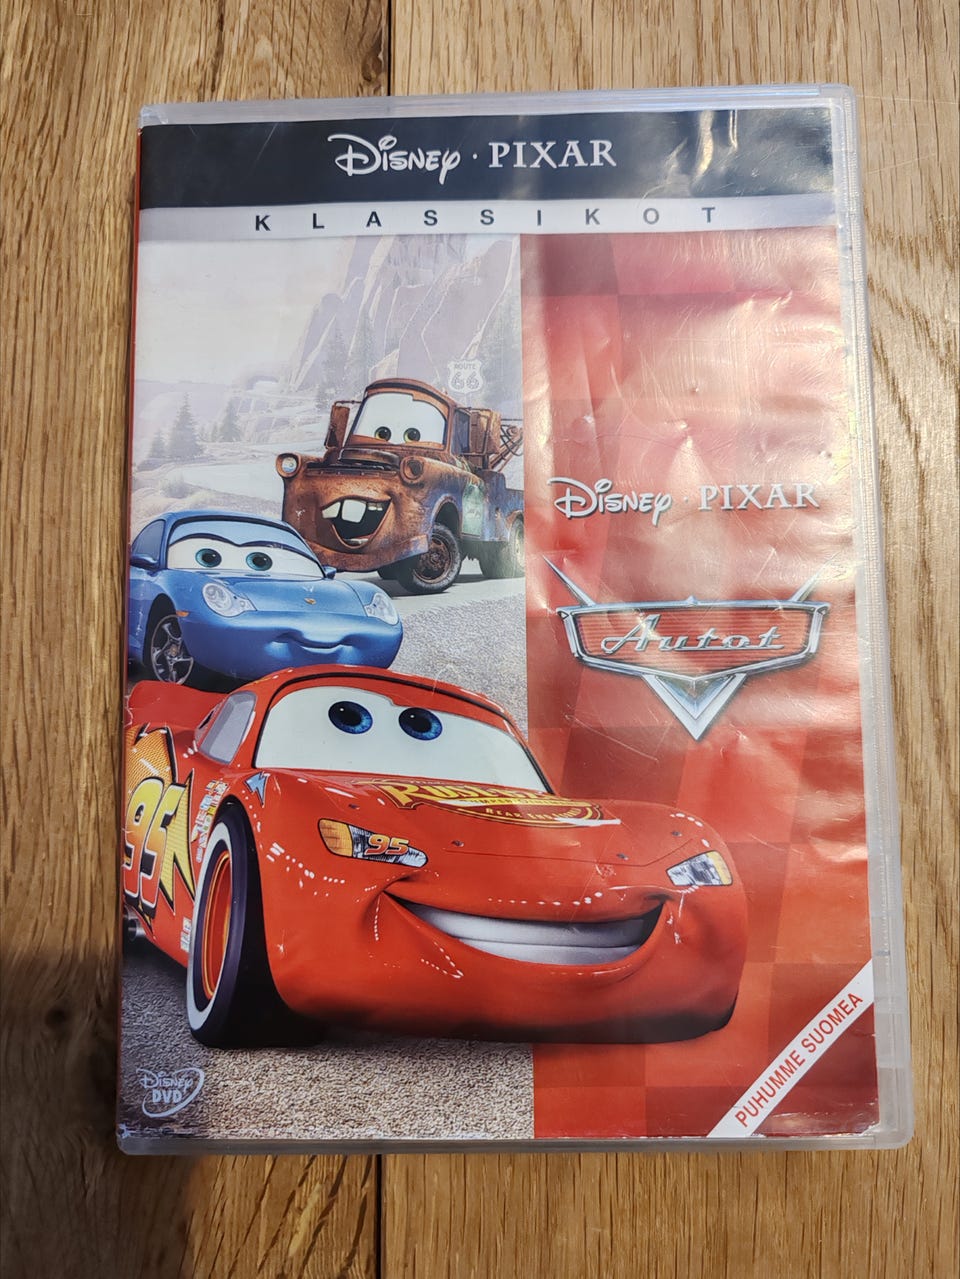 Disney · PIXAR
KLASSIKOT
ROUTE
66
Disney · PIXAR
Autot
95
95
PUHUMME SUOMEA
Disney
DVD